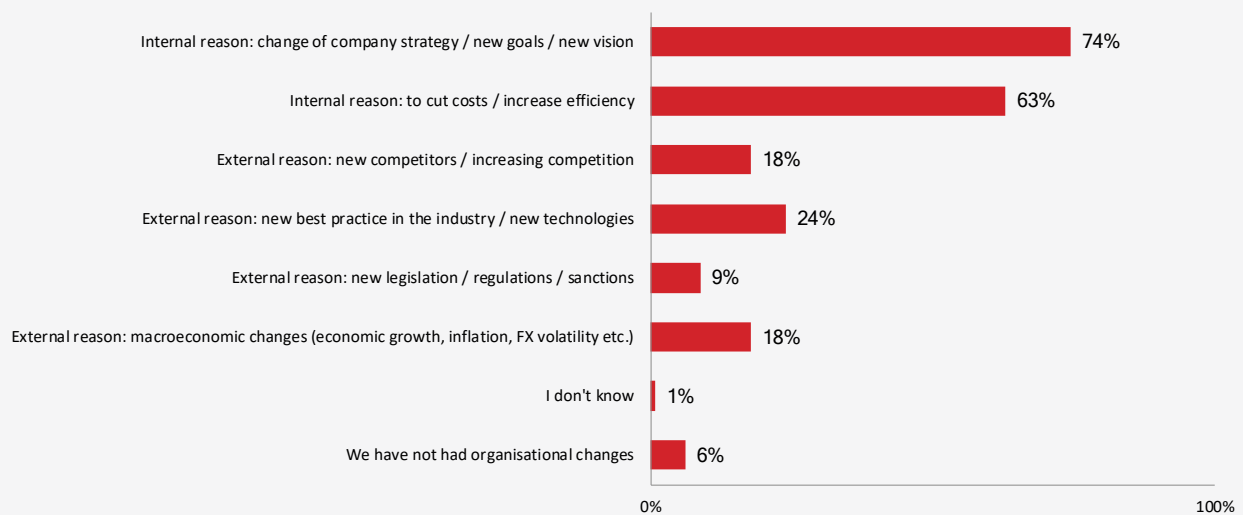 Internal reason: change of company strategy / new goals / new vision 74%
Internal reason: to cut costs / increase efficiency 63%
External reason: new competitors / increasing competition 18%
External reason: new best practice in the industry / new technologies 24%
External reason: new legislation / regulations / sanctions 9%
External reason: macroeconomic changes (economic growth, inflation, FX volatility etc.) 18%
I don't know 1%
We have not had organisational changes 6%
0% 100%